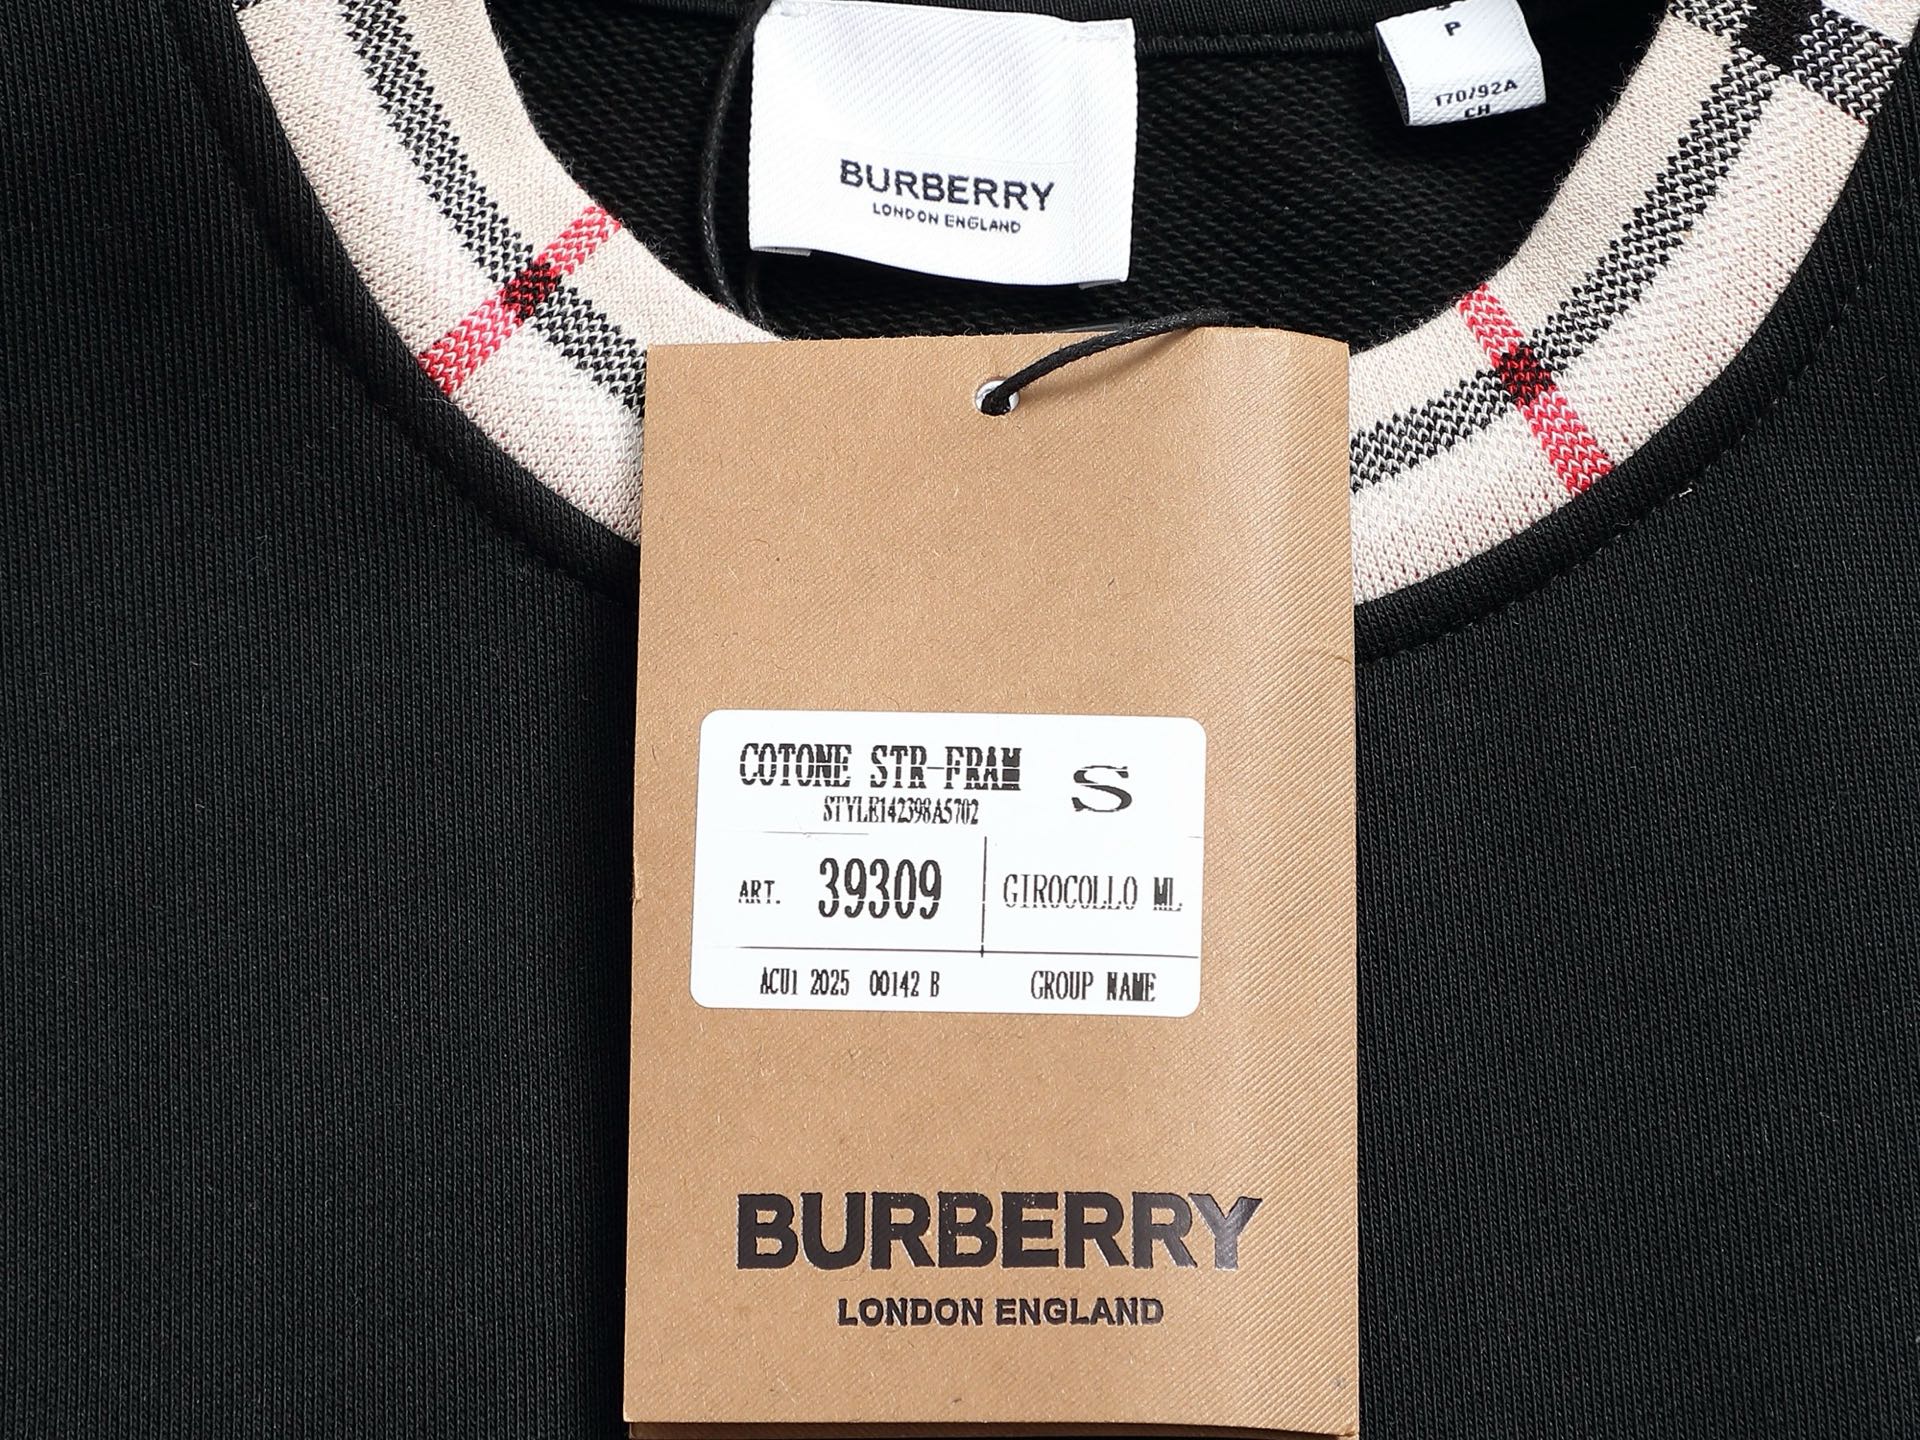 BURBERRY
LONDON ENGLAND
P
170/92A
CH
COTONE STR-FRAM
S
STYLE142398A5702
ART. 39309
GIROCOLLO ML
ACU1 2025 00142 B
GROUP NAME
BURBERRY
LONDON ENGLAND